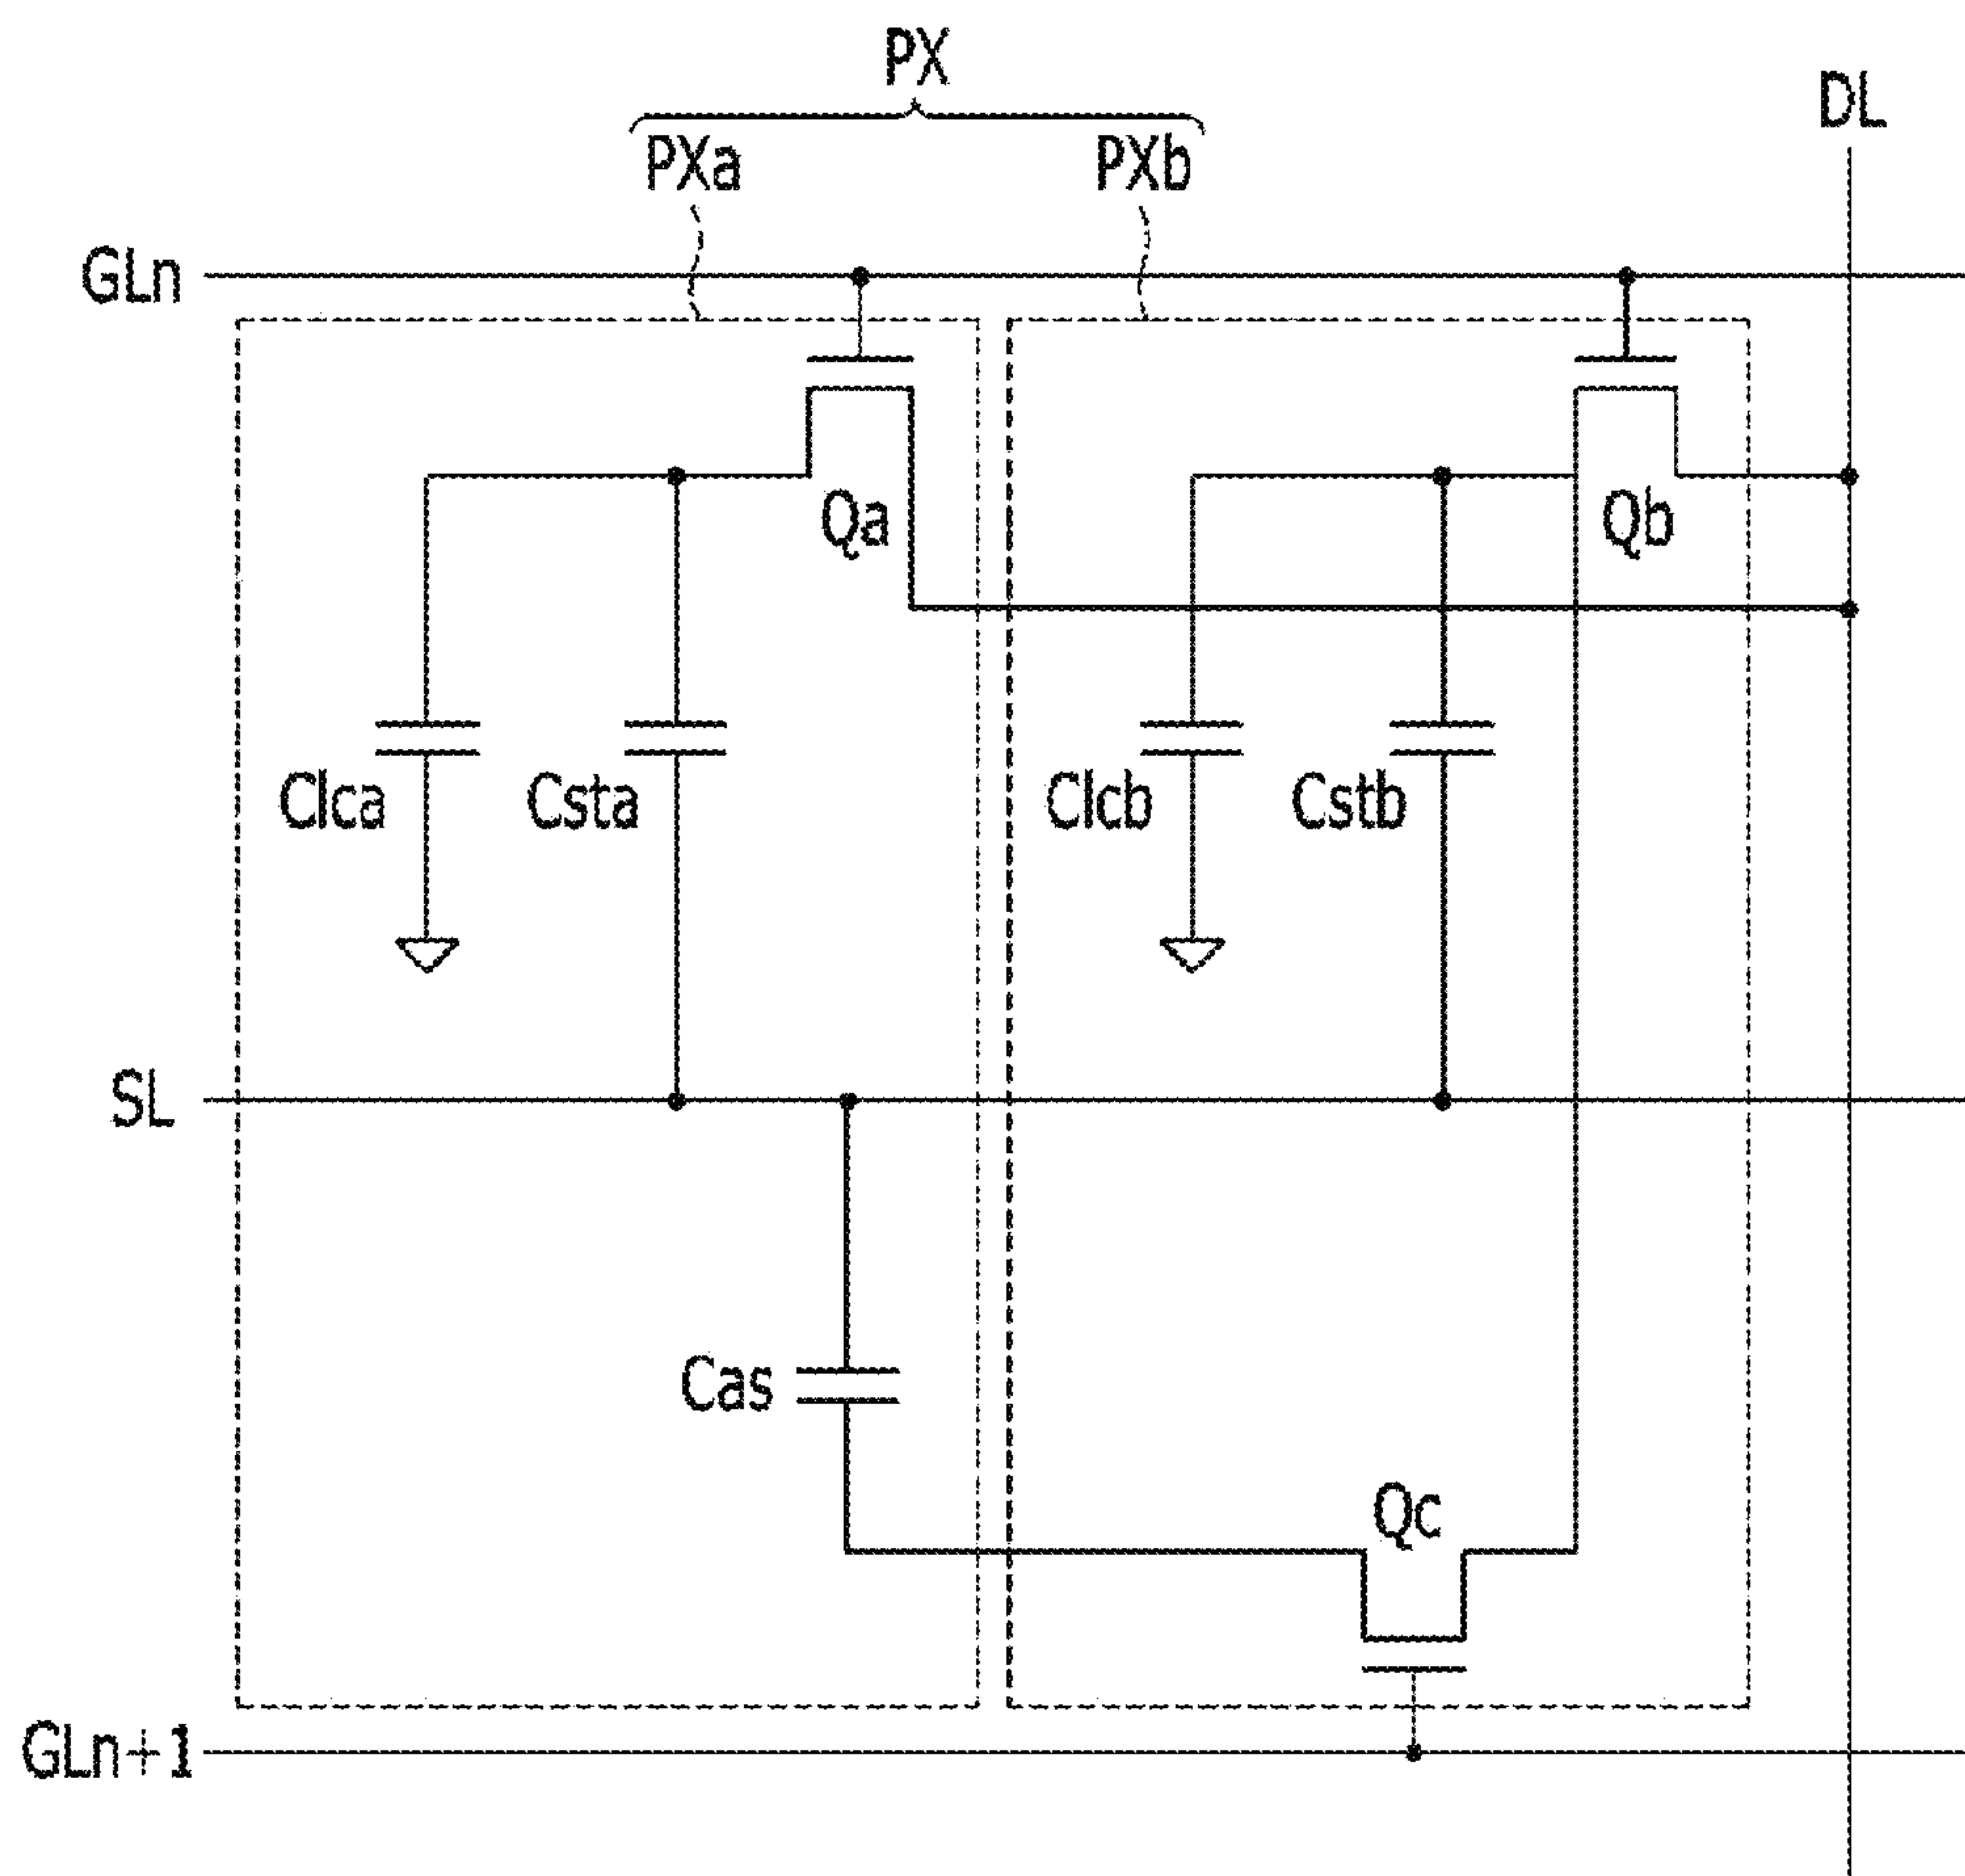 PX
DL
PXa PXb
GLn
Qa Qb
Clca Csta Clcb Cstb
SL
Cas
Qc
GLn+1